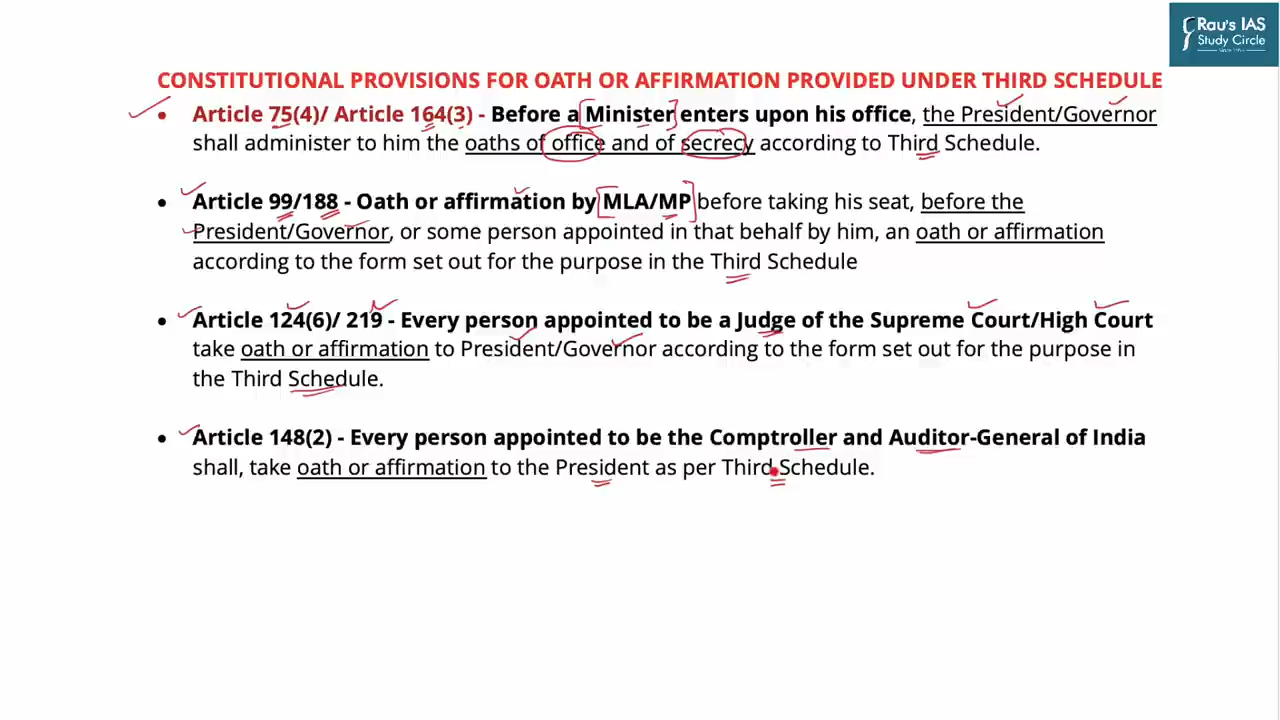 Rau's IAS
Study Circle
CONSTITUTIONAL PROVISIONS FOR OATH OR AFFIRMATION PROVIDED UNDER THIRD SCHEDULE
• Article 75(4)/ Article 164(3) - Before a Minister enters upon his office, the President/Governor
shall administer to him the oaths of office and of secrecy according to Third Schedule.
• Article 99/188 - Oath or affirmation by MLA/MP before taking his seat, before the
President/Governor, or some person appointed in that behalf by him, an oath or affirmation
according to the form set out for the purpose in the Third Schedule
• Article 124(6)/ 219 - Every person appointed to be a Judge of the Supreme Court/High Court
take oath or affirmation to President/Governor according to the form set out for the purpose in
the Third Schedule.
• Article 148(2) - Every person appointed to be the Comptroller and Auditor-General of India
shall, take oath or affirmation to the President as per Third Schedule.